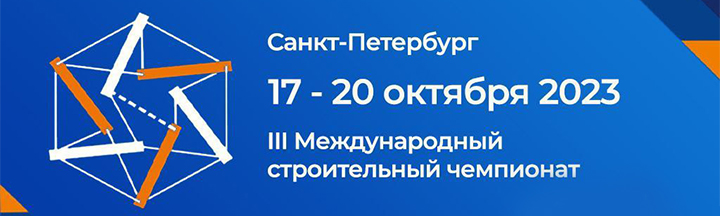 Санкт-Петербург
17 - 20 октября 2023
III Международный
строительный чемпионат